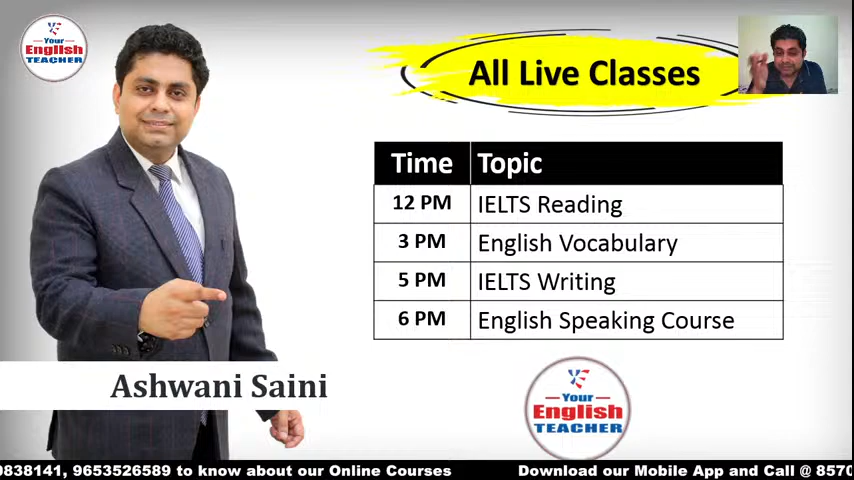 Your
English
TEACHER
All Live Classes
Time Topic
12 PM IELTS Reading
3 PM English Vocabulary
5 PM IELTS Writing
6 PM English Speaking Course
Ashwani Saini
Your
English
TEACHER
9838141, 9653526589 to know about our Online Courses Download our Mobile App and Call @ 8570